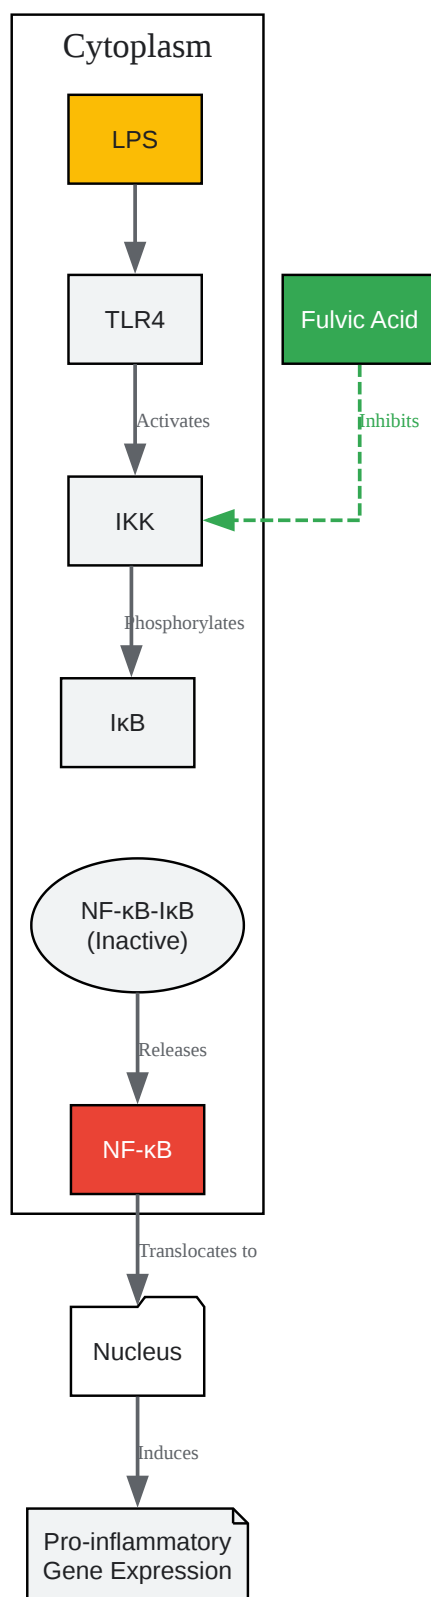 Cytoplasm
LPS
TLR4
Fulvic Acid
Activates
Inhibits
IKK
Phosphorylates
IκB
NF-κB-IκB
(Inactive)
Releases
NF-κB
Translocates to
Nucleus
Induces
Pro-inflammatory
Gene Expression